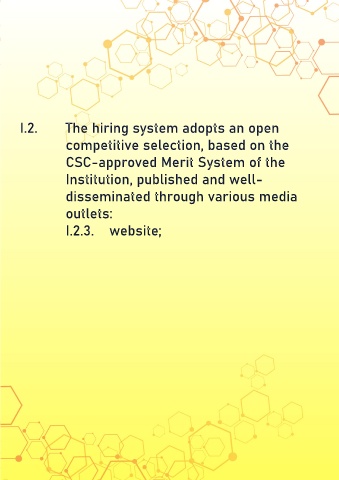 I.2. The hiring system adopts an open
competitive selection, based on the
CSC-approved Merit System of the
Institution, published and well-
disseminated through various media
outlets:
I.2.3. website;